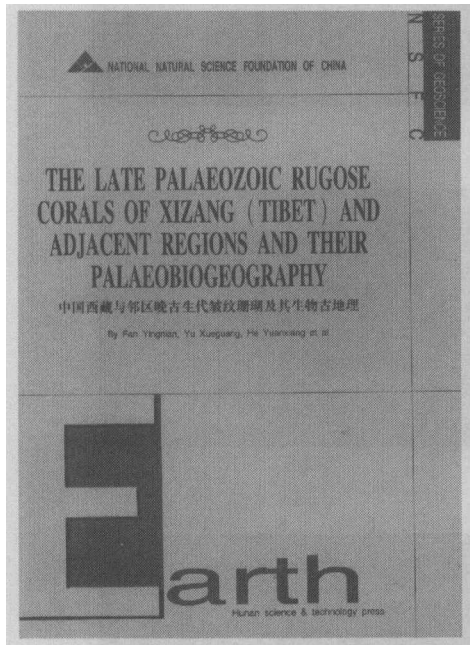 NATIONAL NATURAL SCIENCE FOUNDATION OF CHINA
N S F C
SERIES OF GEOSCIENCE
THE LATE PALAEOZOIC RUGOSE
CORALS OF XIZANG (TIBET) AND
ADJACENT REGIONS AND THEIR
PALAEOBIOGEOGRAPHY
中国西藏与邻区晚古生代皱纹珊瑚及其生物古地理
By Fan Yingnian, Yu Xueguang, He Yuanxiang et al
Earth
Hunan science & technology press